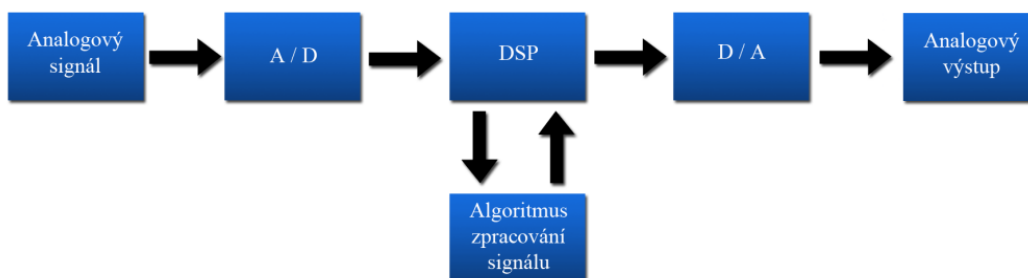 Analogový
signál
A / D
DSP
D / A
Analogový
výstup
Algoritmus
zpracování
signálu